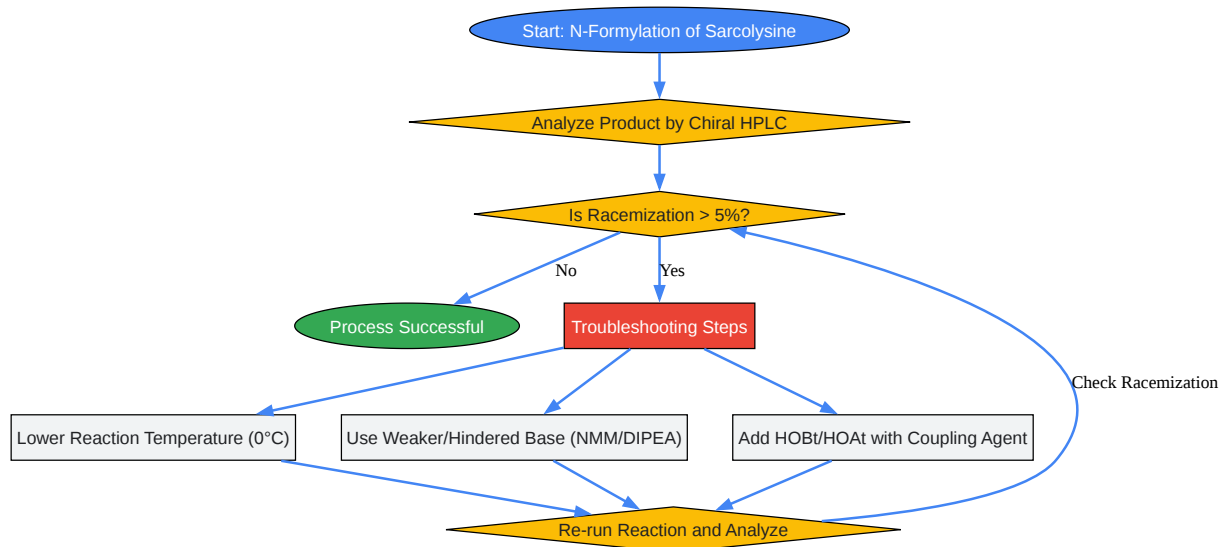 Start: N-Formylation of Sarcolysine
Analyze Product by Chiral HPLC
Is Racemization > 5%?
No
Yes
Process Successful
Troubleshooting Steps
Check Racemization
Lower Reaction Temperature (0°C)
Use Weaker/Hindered Base (NMM/DIPEA)
Add HOBt/HOAt with Coupling Agent
Re-run Reaction and Analyze